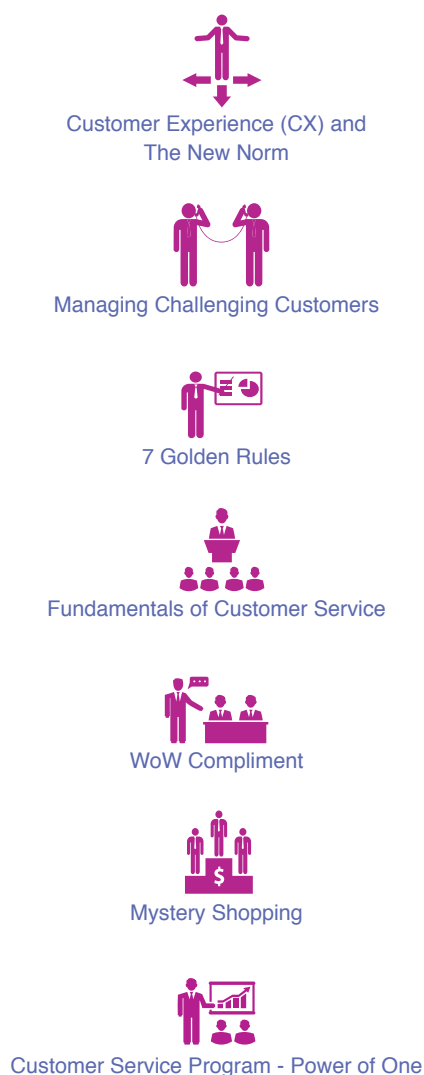 Customer Experience (CX) and
The New Norm
Managing Challenging Customers
7 Golden Rules
Fundamentals of Customer Service
WoW Compliment
$
Mystery Shopping
Customer Service Program - Power of One